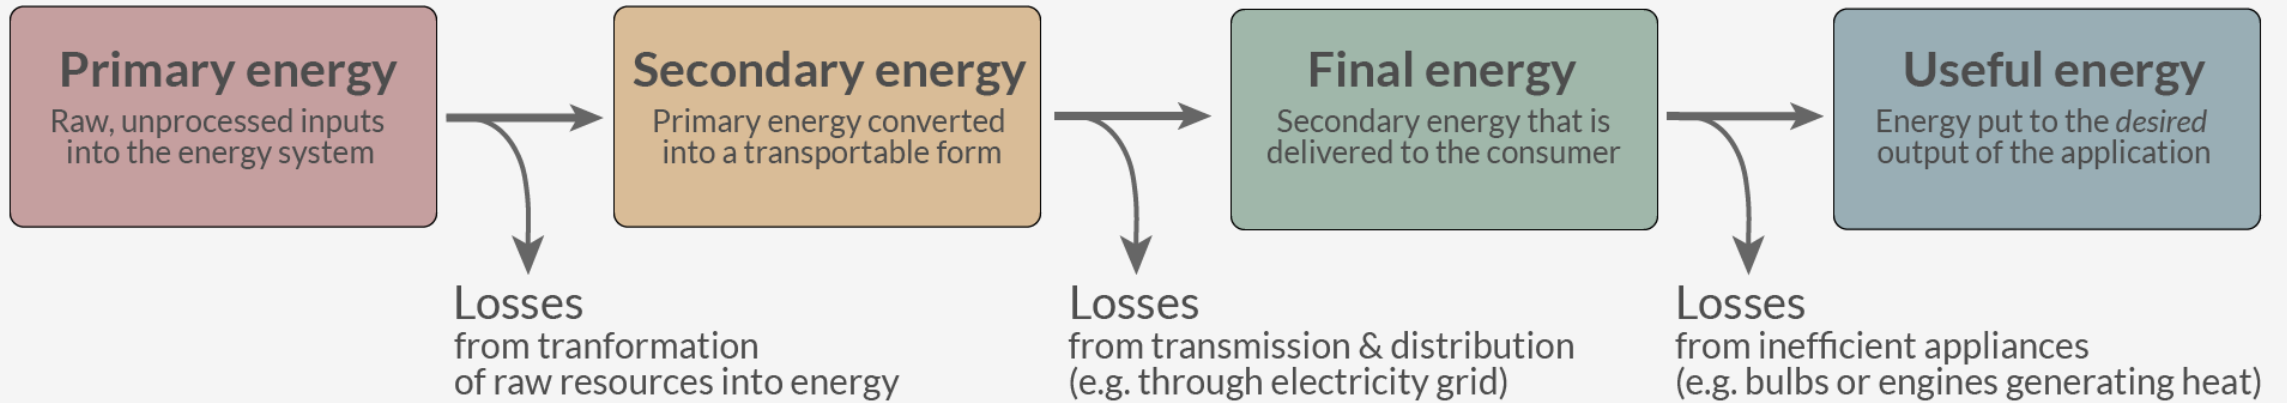 Primary energy
Raw, unprocessed inputs
into the energy system
Secondary energy
Primary energy converted
into a transportable form
Final energy
Secondary energy that is
delivered to the consumer
Useful energy
Energy put to the desired
output of the application
Losses
from tranformation
of raw resources into energy
Losses
from transmission & distribution
(e.g. through electricity grid)
Losses
from inefficient appliances
(e.g. bulbs or engines generating heat)